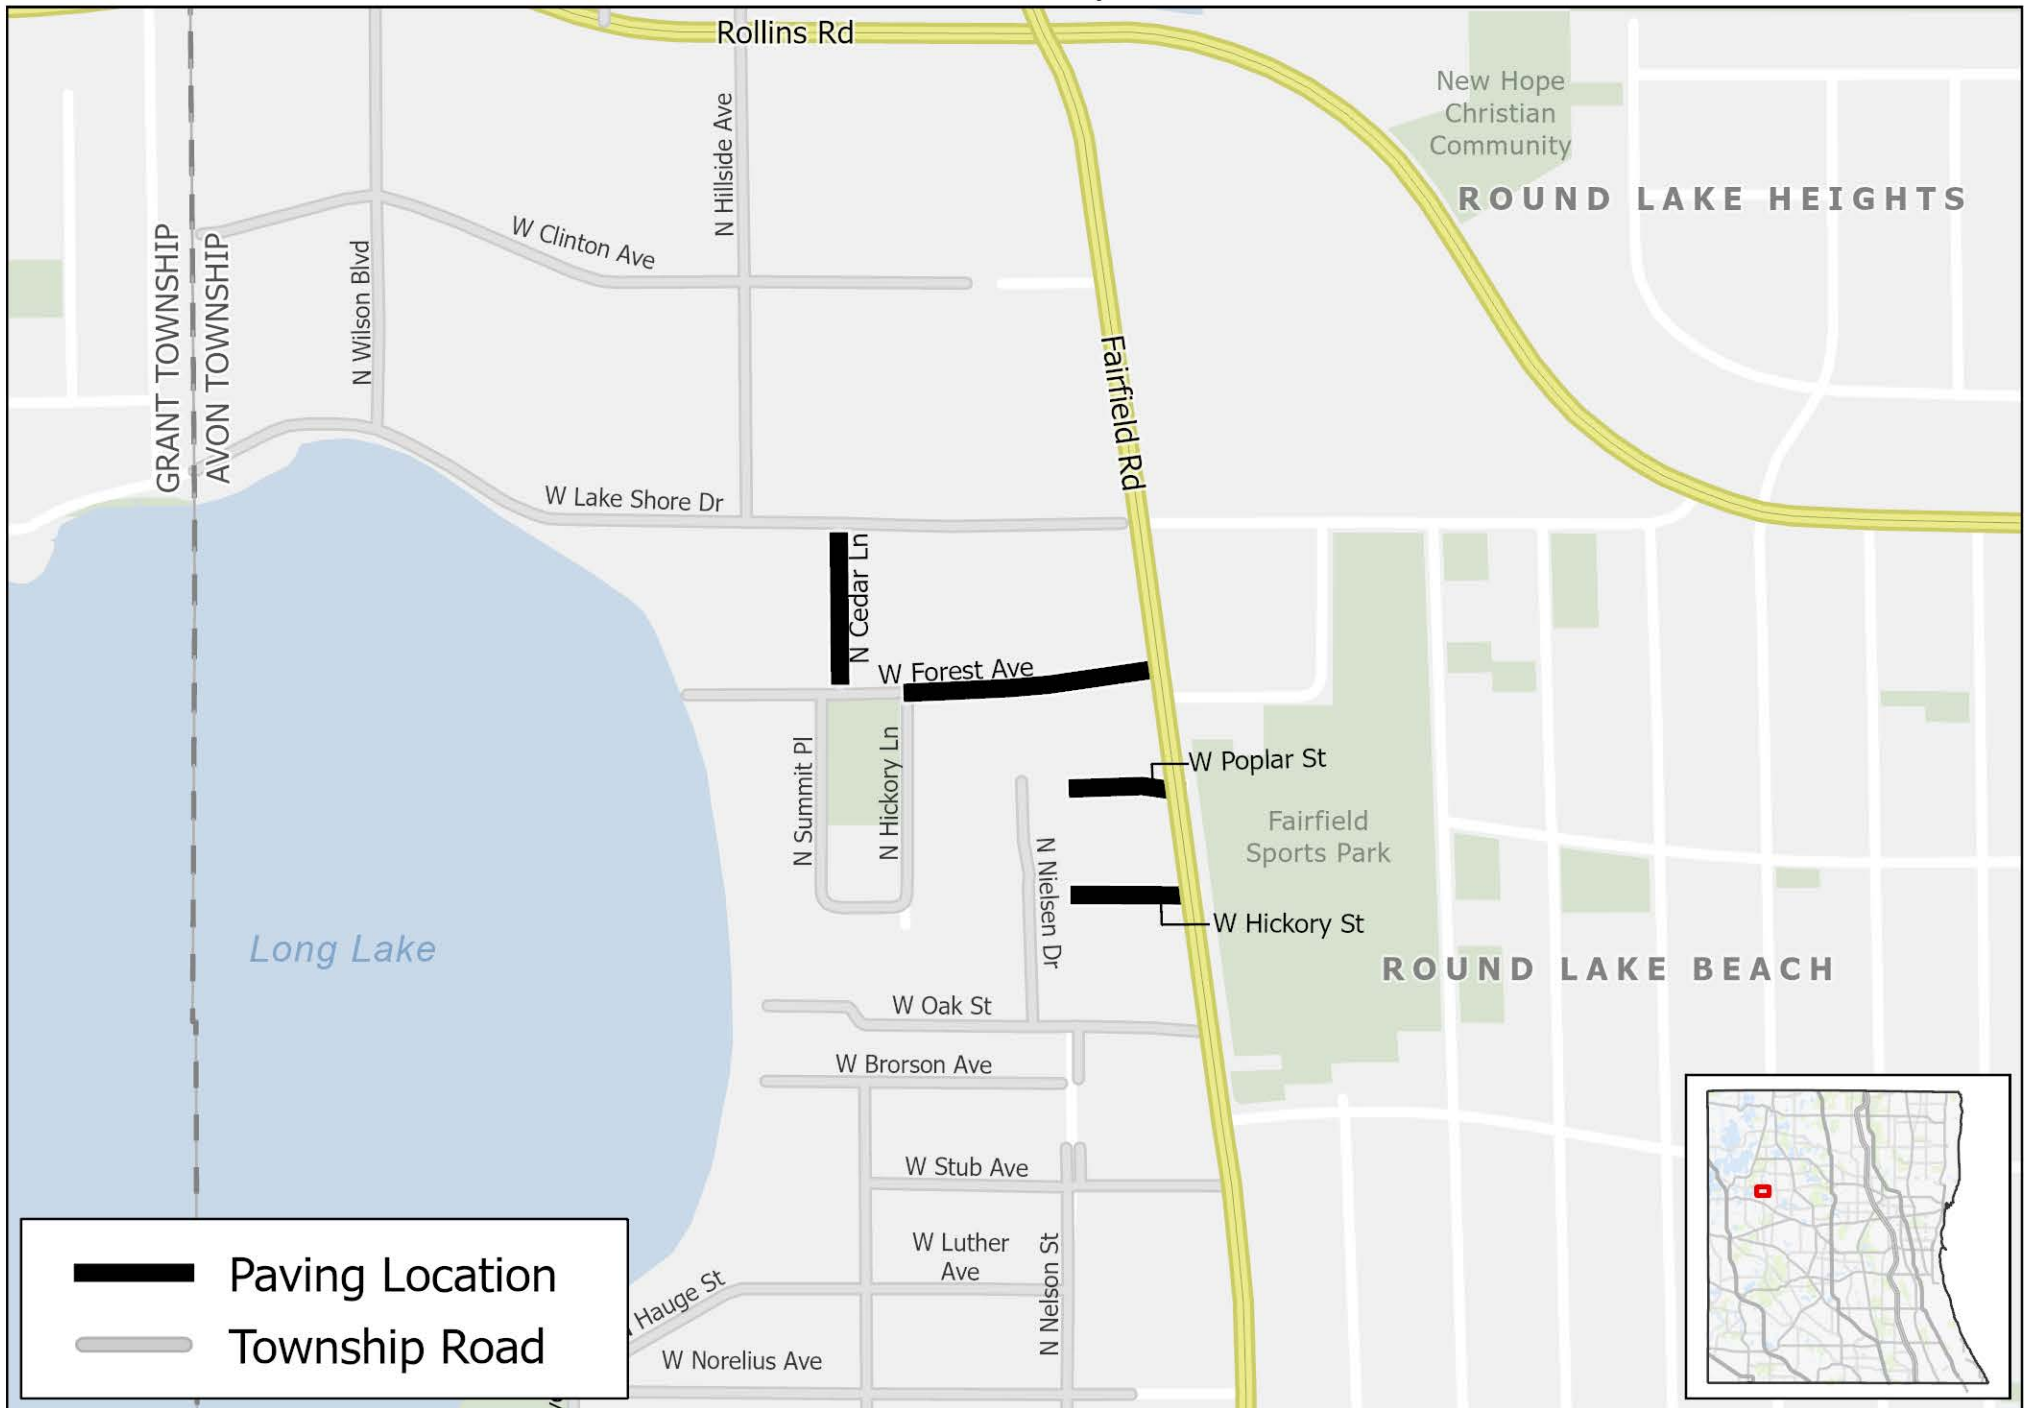 Rollins Rd
New Hope
Christian
Community
ROUND LAKE HEIGHTS
N Hillside Ave
W Clinton Ave
N Wilson Blvd
GRANT TOWNSHIP
AVON TOWNSHIP
Fairfield Rd
W Lake Shore Dr
N Cedar Ln
W Forest Ave
N Summit Pl
N Hickory Ln
W Poplar St
Fairfield
Sports Park
N Nielsen Dr
W Hickory St
Long Lake
ROUND LAKE BEACH
W Oak St
W Brorson Ave
W Stub Ave
W Luther
Ave
N Nelson St
Hauge St
W Norelius Ave
Paving Location
Township Road